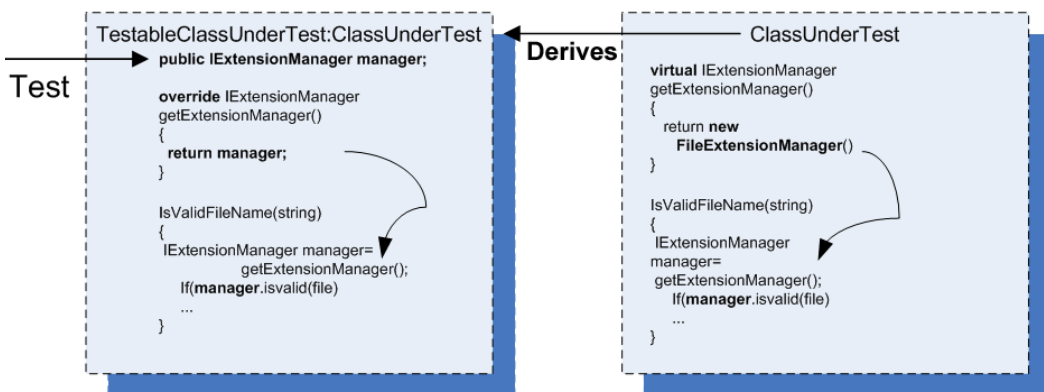 Test
TestableClassUnderTest:ClassUnderTest
public IExtensionManager manager;
override IExtensionManager
getExtensionManager()
{
return manager;
}
IsValidFileName(string)
{
IExtensionManager manager=
getExtensionManager();
If(manager.isvalid(file)
...
}
Derives
ClassUnderTest
virtual IExtensionManager
getExtensionManager()
{
return new
FileExtensionManager()
}
IsValidFileName(string)
{
IExtensionManager
manager=
getExtensionManager();
If(manager.isvalid(file)
...
}